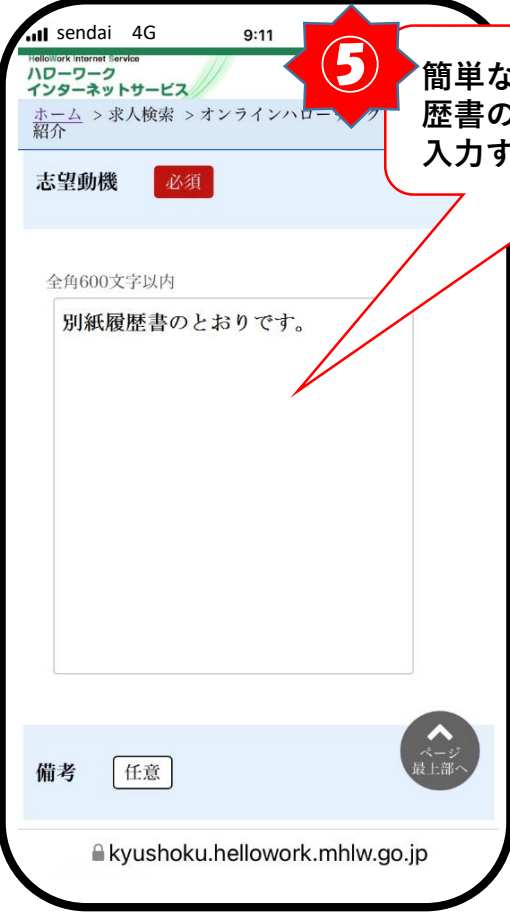 sendai 4G 9:11
HelloWork Internet Service
ハローワーク
インターネットサービス
ホーム > 求人検索 > オンラインハローワーク
紹介
⑤
簡単な
歴書の
入力す
志望動機 必須
全角600文字以内
別紙履歴書のとおりです。
ページ
最上部へ
備考 任意
kyushoku.hellowork.mhlw.go.jp